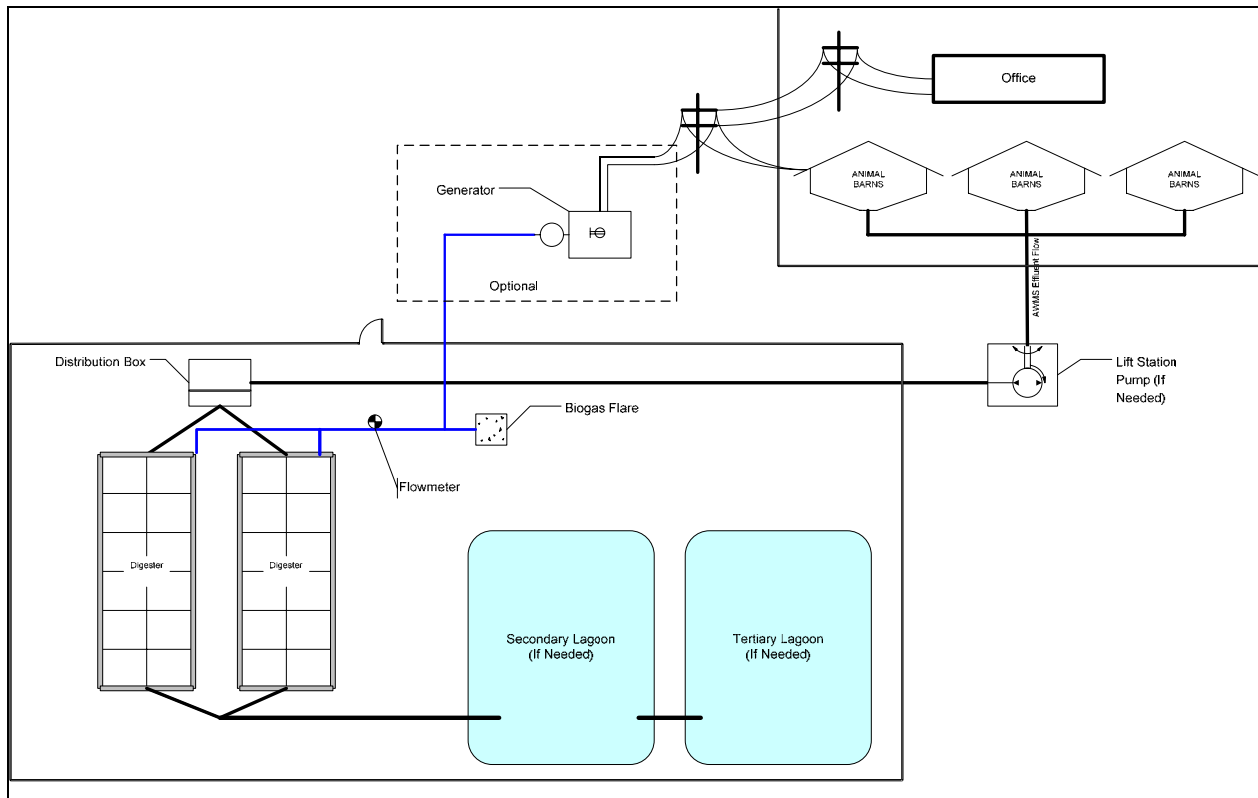 Office
ANIMAL
BARNS
ANIMAL
BARNS
ANIMAL
BARNS
Generator
Optional
AWMS Effluent Flow
Distribution Box
Lift Station
Pump (If
Needed)
Biogas Flare
Flowmeter
Digester
Digester
Secondary Lagoon
(If Needed)
Tertiary Lagoon
(If Needed)